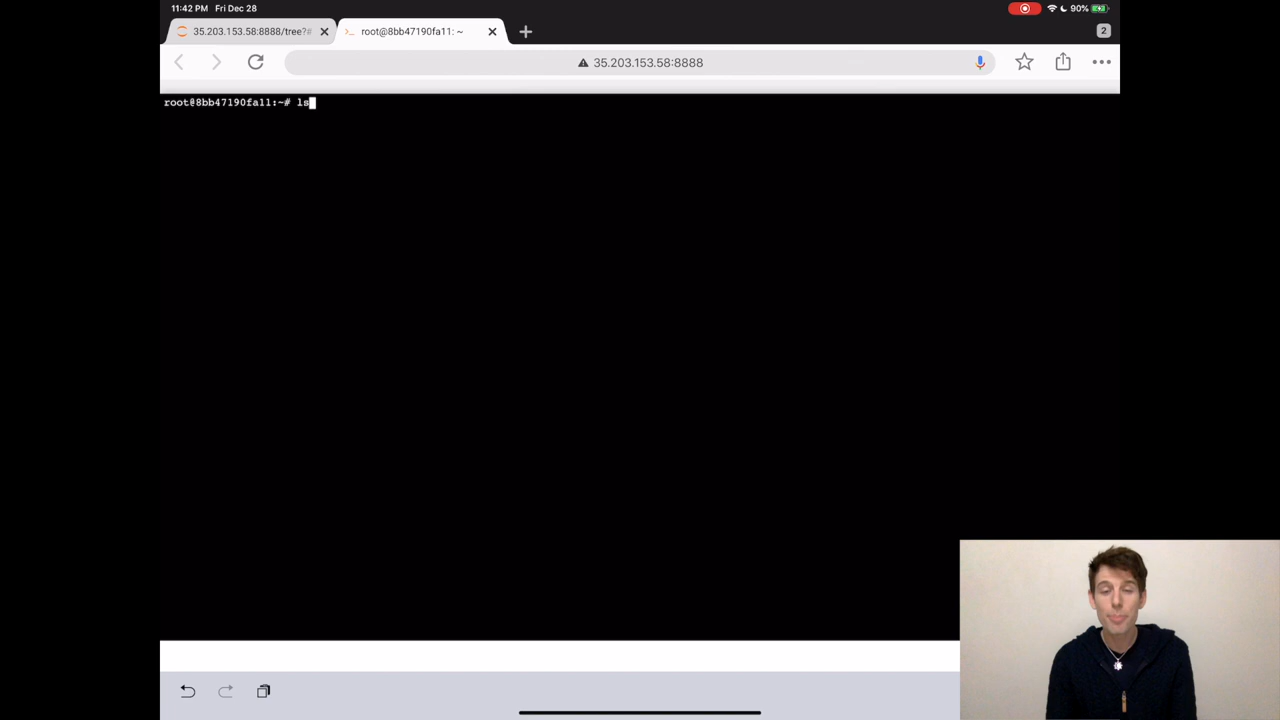 11:42 PM Fri Dec 28
90%
35.203.153.58:8888/tree?#
root@8bb47190fa11: ~
2
35.203.153.58:8888
root@8bb47190fa11:~# ls